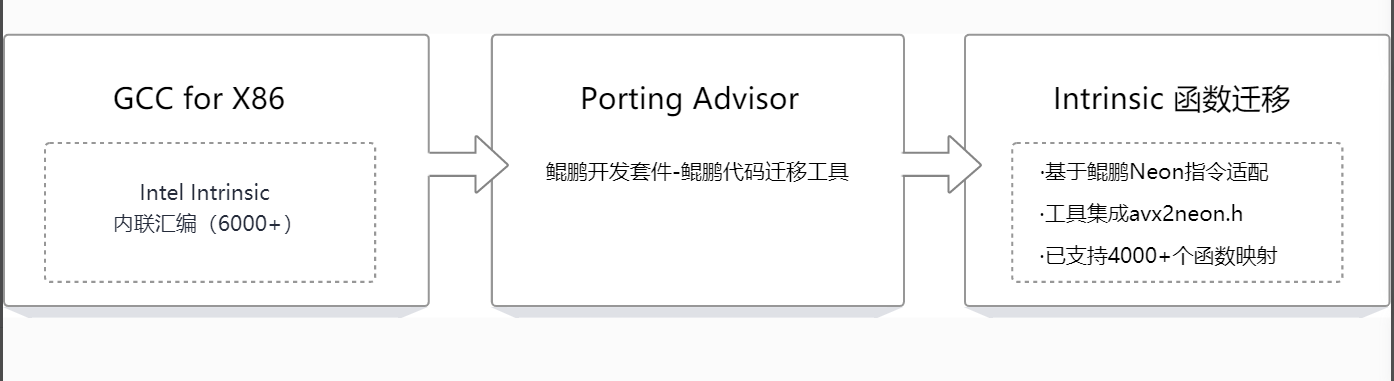 GCC for X86
Intel Intrinsic
内联汇编（6000+）
Porting Advisor
鲲鹏开发套件-鲲鹏代码迁移工具
Intrinsic 函数迁移
·基于鲲鹏Neon指令适配
·工具集成avx2neon.h
·已支持4000+个函数映射